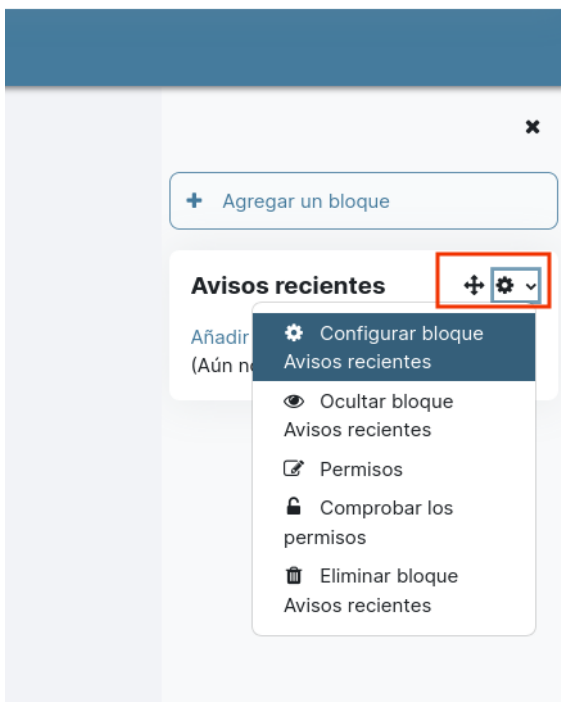 Agregar un bloque
Avisos recientes
Añadir
(Aún
Configurar bloque
Avisos recientes
Ocultar bloque
Avisos recientes
Permisos
Comprobar los
permisos
Eliminar bloque
Avisos recientes